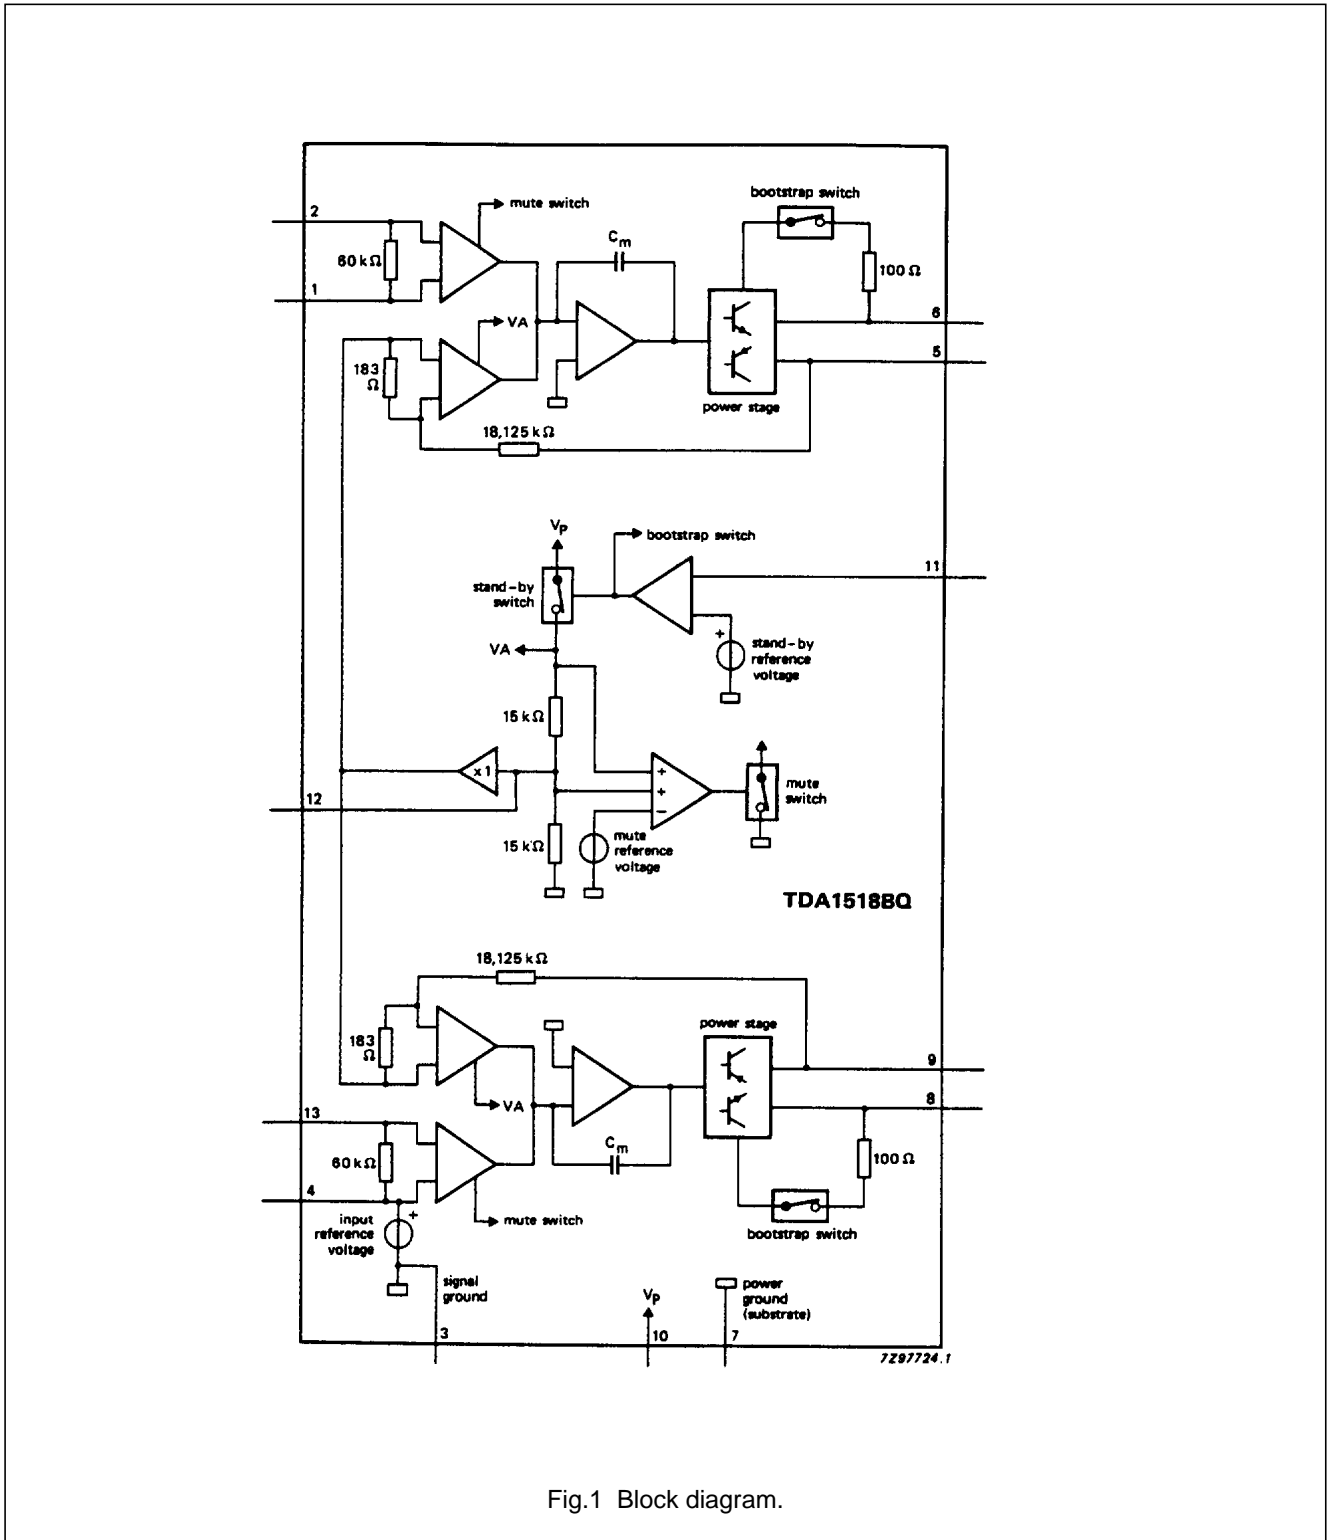 2
mute switch
bootstrap switch
60 kΩ
Cm
100 Ω
1
VA
6
183
Ω
5
power stage
18,125 kΩ
VP
bootstrap switch
11
stand-by
switch
VA
+
stand-by
reference
voltage
15 kΩ
x1
+
+
−
mute
switch
12
15 kΩ
mute
reference
voltage
TDA1518BQ
18,125 kΩ
power stage
183
Ω
9
VA
8
13
60 kΩ
Cm
100 Ω
4
input
reference
voltage
+
mute switch
bootstrap switch
signal
ground
VP
power
ground
(substrate)
3
10
7
7Z97724.1
Fig.1 Block diagram.